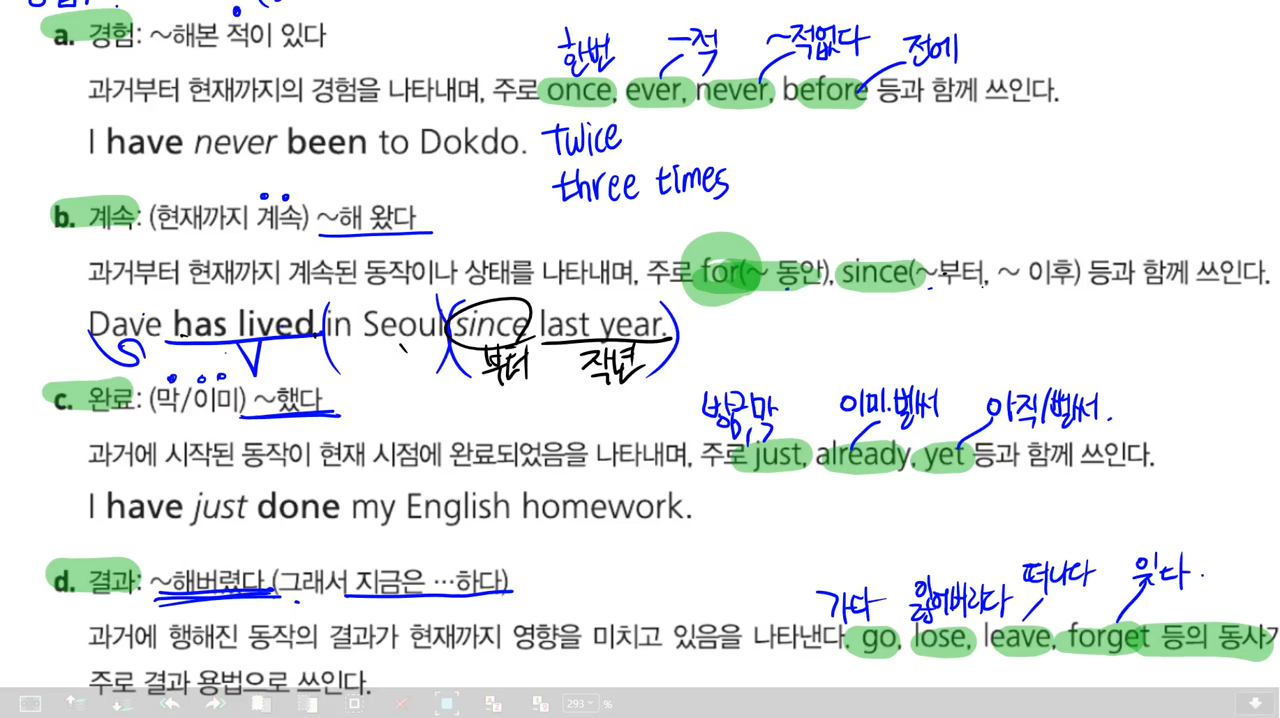 a. 경험: ~해본 적이 있다
한번 ~적 ~적없다 전에
과거부터 현재까지의 경험을 나타내며, 주로 once, ever, never, before 등과 함께 쓰인다.
I have never been to Dokdo. twice
three times
b. 계속: (현재까지 계속) ~해 왔다
과거부터 현재까지 계속된 동작이나 상태를 나타내며, 주로 for(~ 동안), since(~부터, ~ 이후) 등과 함께 쓰인다.
Dave has lived in Seoul since last year.
부터 작년
c. 완료: (막/이미) ~했다
방금, 막 이미.벌써 아직/벌써.
과거에 시작된 동작이 현재 시점에 완료되었음을 나타내며, 주로 just, already, yet 등과 함께 쓰인다.
I have just done my English homework.
d. 결과: ~해버렸다 (그래서 지금은 …하다)
가다 잃어버리다 떠나다 잊다.
과거에 행해진 동작의 결과가 현재까지 영향을 미치고 있음을 나타낸다. go, lose, leave, forget 등의 동사가
주로 결과 용법으로 쓰인다.
293 %